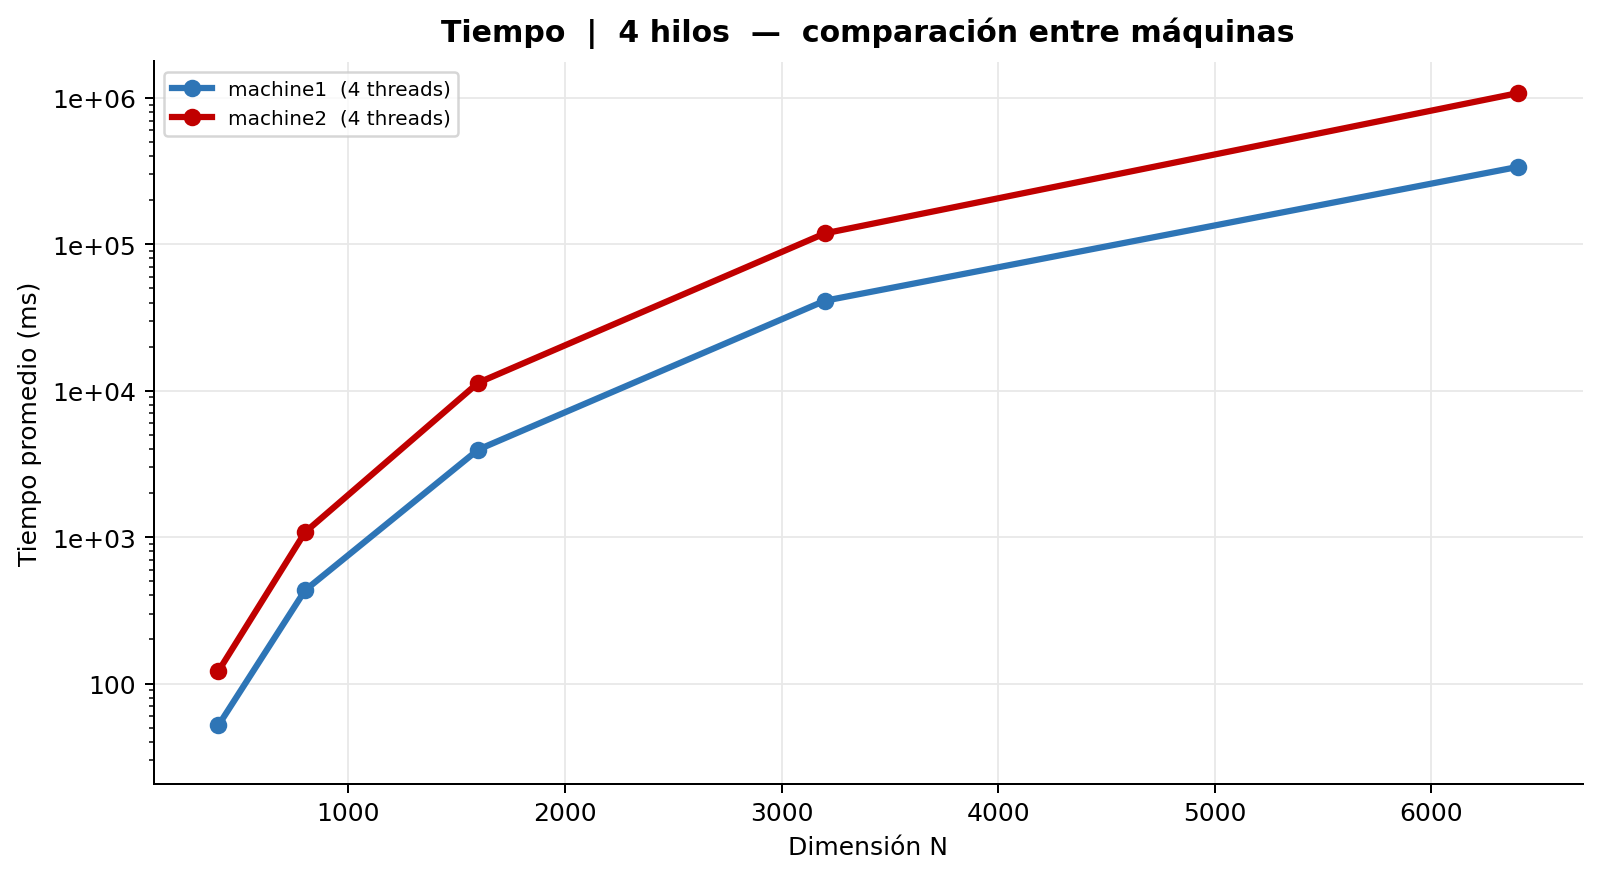 Tiempo | 4 hilos — comparación entre máquinas
machine1 (4 threads)
machine2 (4 threads)
Tiempo promedio (ms)
1e+06
1e+05
1e+04
1e+03
100
1000 2000 3000 4000 5000 6000
Dimensión N